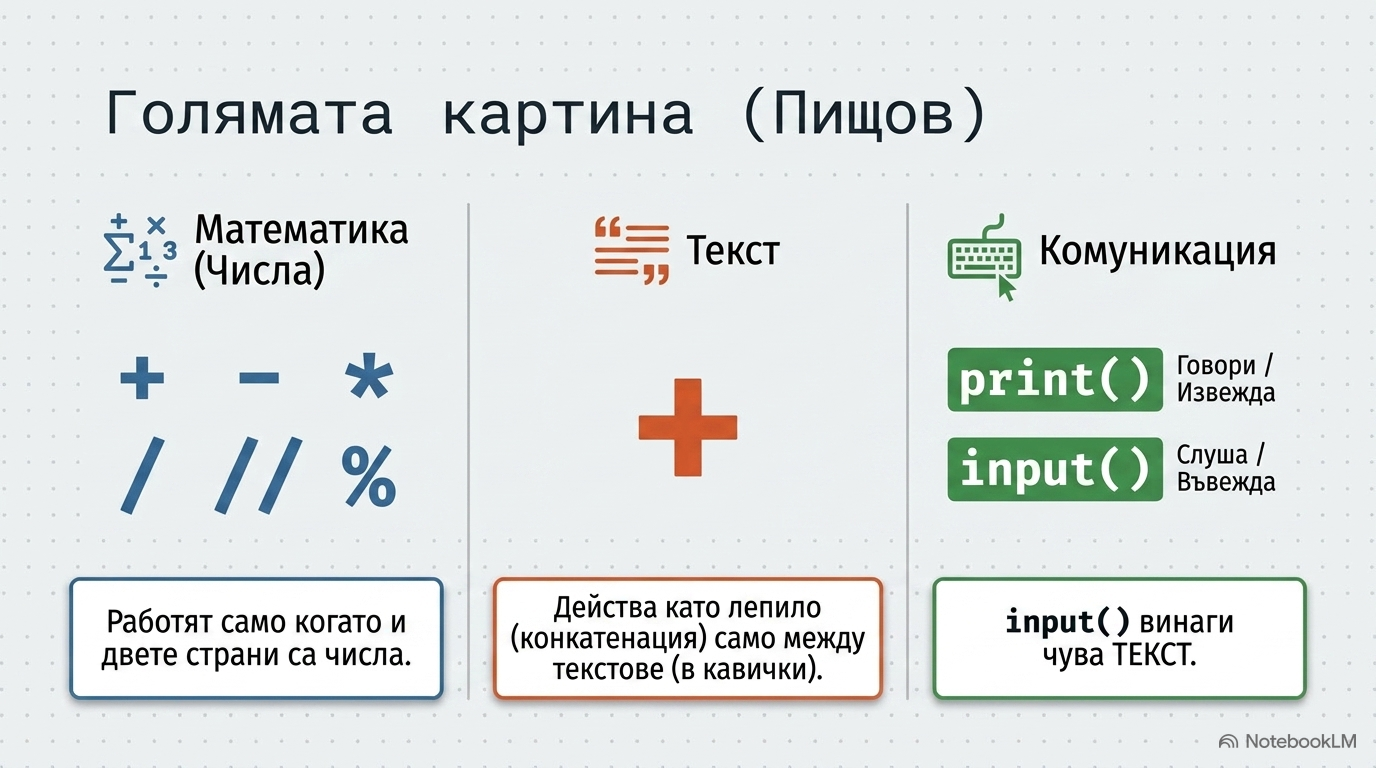 Голямата картина (Пищов)
Математика
(Числа)
+ - *
/ // %
Работят само когато и
двете страни са числа.
Текст
+
Действа като лепило
(конкатенация) само между
текстове (в кавички).
Комуникация
print() Говори /
Извежда
input() Слуша /
Въвежда
input() винаги
чува ТЕКСТ.
NotebookLM